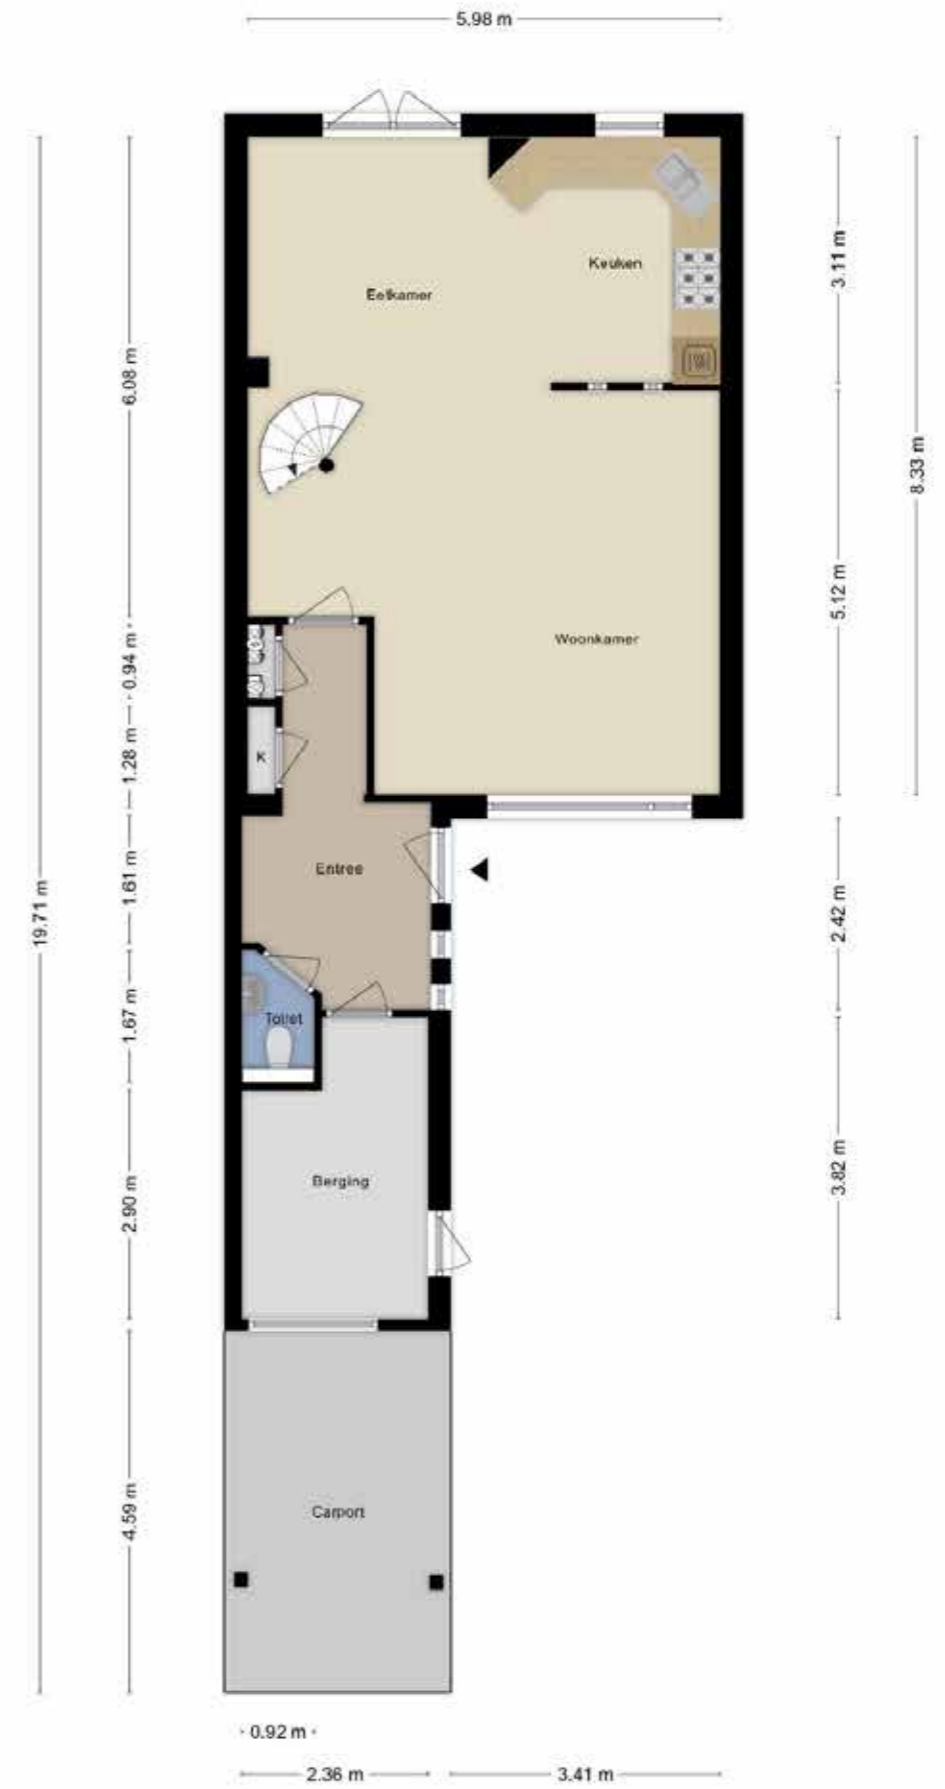 5.98 m
3.11 m
Keuken
Eetkamer
6.08 m
8.33 m
5.12 m
Woonkamer
0.94 m
1.28 m
K
Entree
1.61 m
19.71 m
2.42 m
1.67 m
Toilet
3.82 m
Berging
2.90 m
4.59 m
Carport
0.92 m
2.36 m
3.41 m